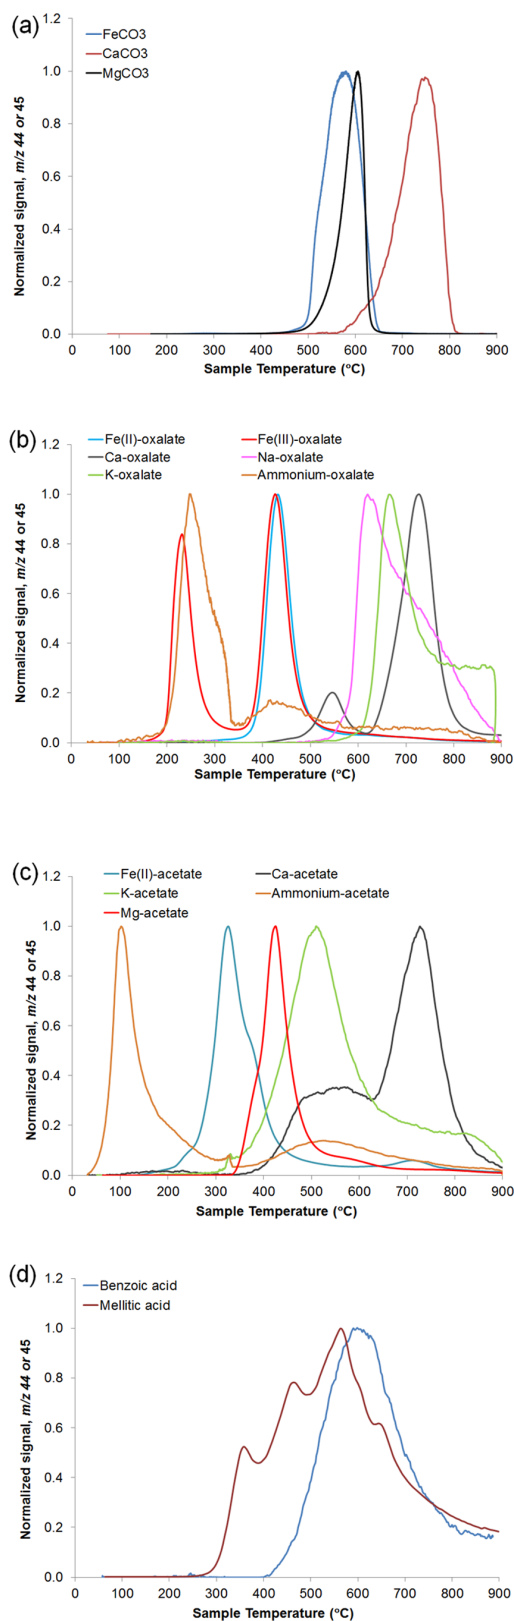 (a)
FeCO3
CaCO3
MgCO3
Normalized signal, m/z 44 or 45
1.2
1.0
0.8
0.6
0.4
0.2
0.0
0 100 200 300 400 500 600 700 800 900
Sample Temperature (°C)
(b)
Fe(II)-oxalate Fe(III)-oxalate
Ca-oxalate Na-oxalate
K-oxalate Ammonium-oxalate
Normalized signal, m/z 44 or 45
1.2
1.0
0.8
0.6
0.4
0.2
0.0
0 100 200 300 400 500 600 700 800 900
Sample Temperature (°C)
(c)
Fe(II)-acetate Ca-acetate
K-acetate Ammonium-acetate
Mg-acetate
Normalized signal, m/z 44 or 45
1.2
1.0
0.8
0.6
0.4
0.2
0.0
0 100 200 300 400 500 600 700 800 900
Sample Temperature (°C)
(d)
Benzoic acid
Mellitic acid
Normalized signal, m/z 44 or 45
1.2
1.0
0.8
0.6
0.4
0.2
0.0
0 100 200 300 400 500 600 700 800 900
Sample Temperature (°C)